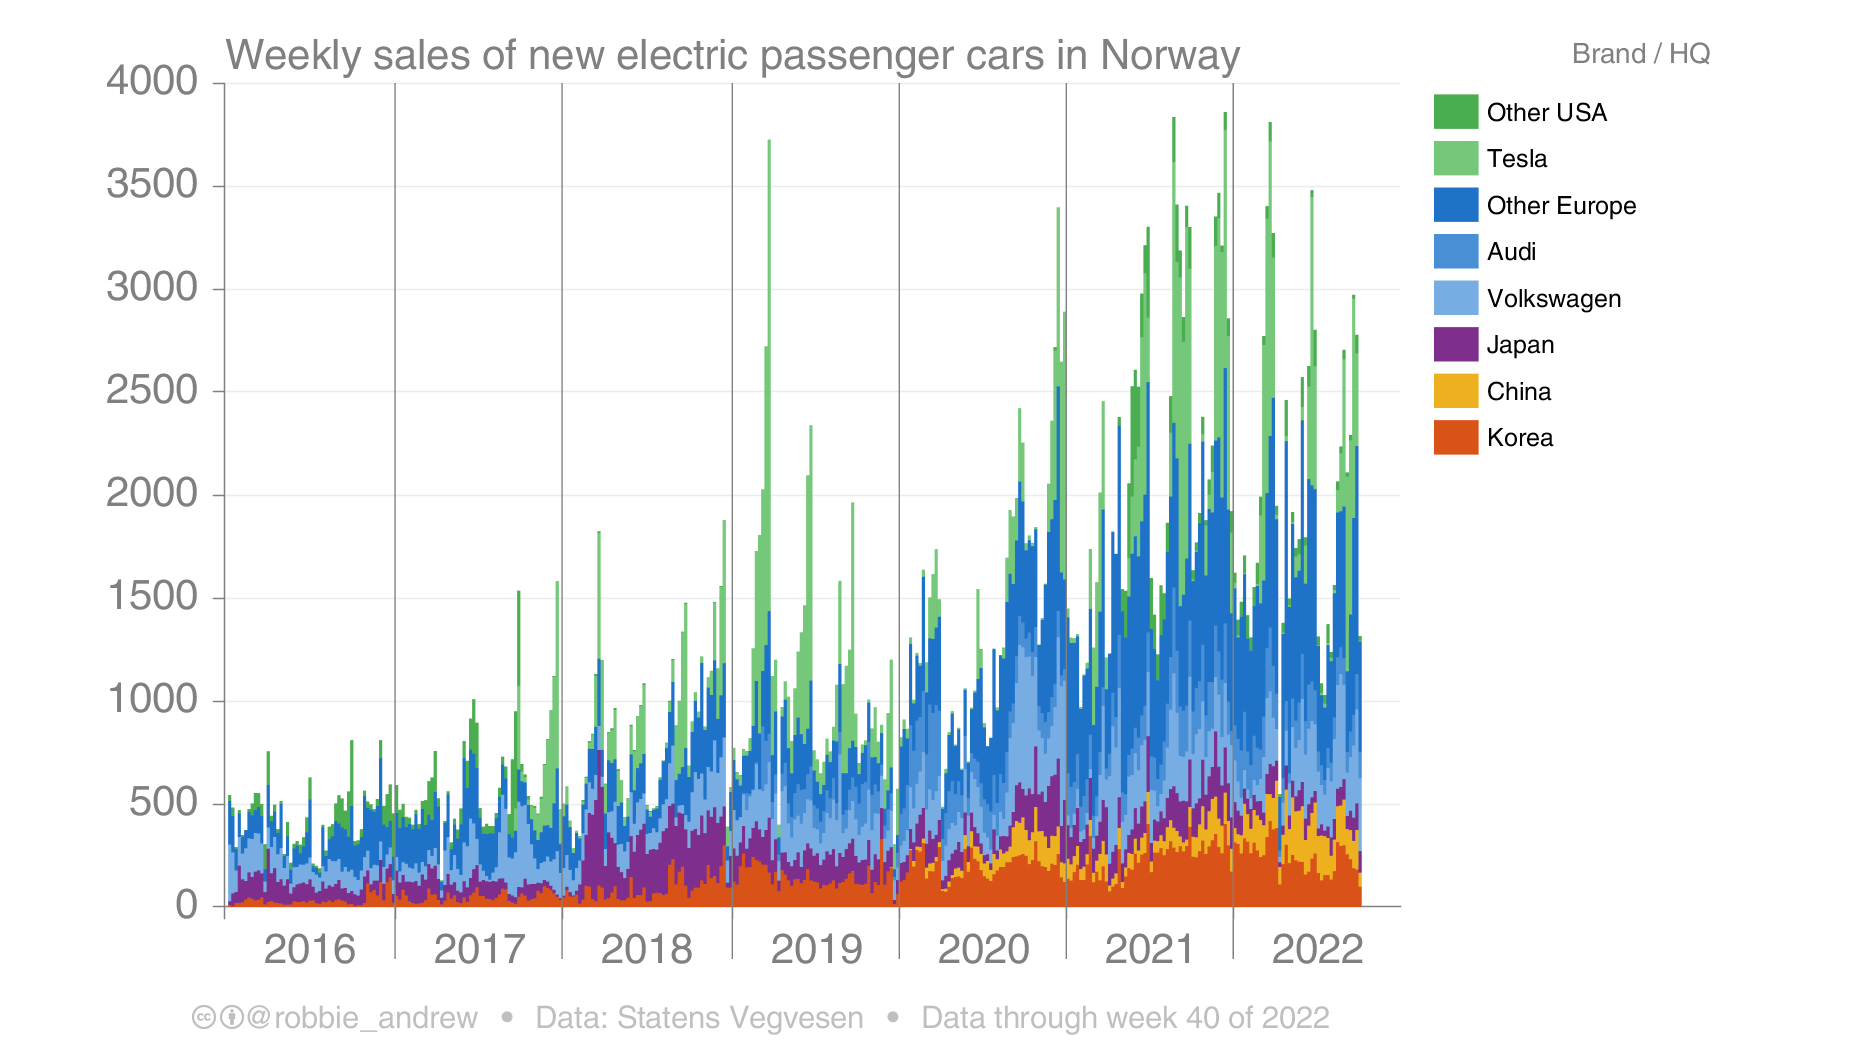 Weekly sales of new electric passenger cars in Norway
Brand / HQ
4000
3500
3000
2500
2000
1500
1000
500
0
Other USA
Tesla
Other Europe
Audi
Volkswagen
Japan
China
Korea
2016 2017 2018 2019 2020 2021 2022
cc @robbie_andrew • Data: Statens Vegvesen • Data through week 40 of 2022